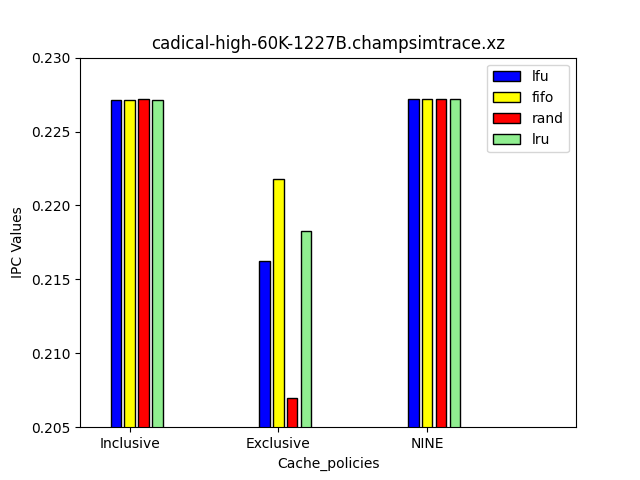 cadical-high-60K-1227B.champsimtrace.xz
IPC Values
0.230
0.225
0.220
0.215
0.210
0.205
lfu
fifo
rand
lru
Inclusive
Exclusive
NINE
Cache_policies